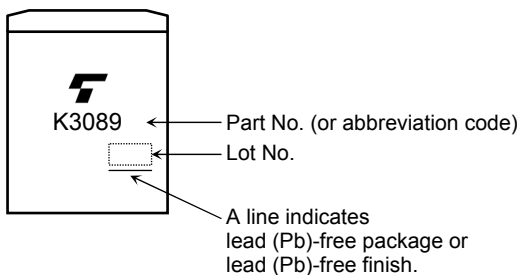 K3089
Part No. (or abbreviation code)
Lot No.
A line indicates
lead (Pb)-free package or
lead (Pb)-free finish.